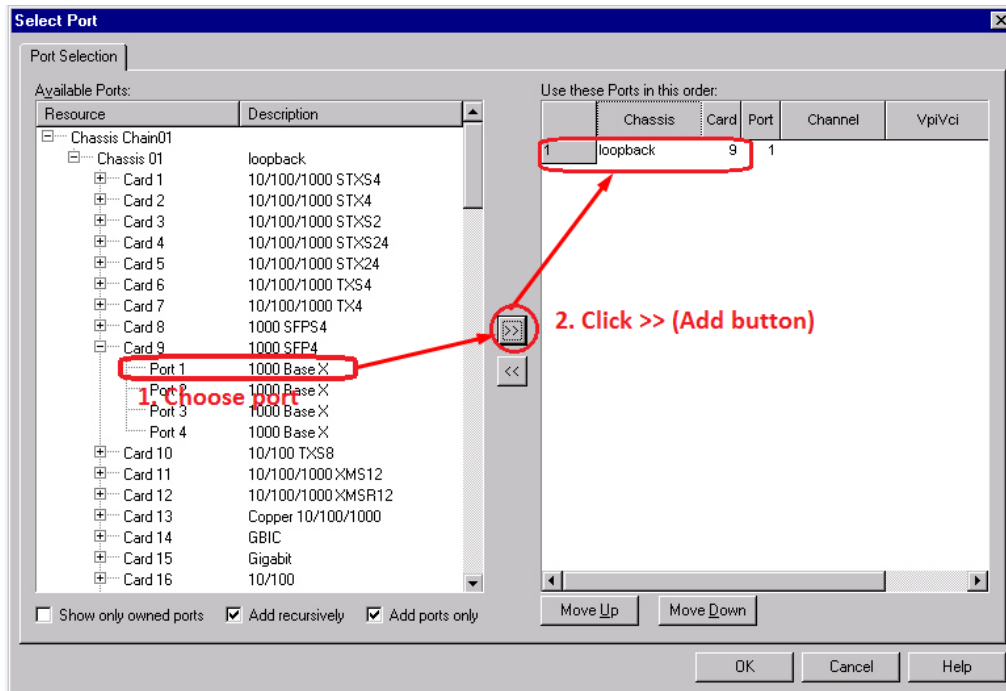 Select Port
Port Selection
Available Ports:
Resource Description
Chassis Chain01
Chassis 01 loopback
Card 1 10/100/1000 STXS4
Card 2 10/100/1000 STX4
Card 3 10/100/1000 STXS2
Card 4 10/100/1000 STXS24
Card 5 10/100/1000 STX24
Card 6 10/100/1000 TXS4
Card 7 10/100/1000 TX4
Card 8 1000 SFPS4
Card 9 1000 SFP4
Port 1 1000 Base X
Port 2 1000 Base X
1. Choose port
Port 3 1000 Base X
Port 4 1000 Base X
Card 10 10/100 TXS8
Card 11 10/100/1000 XMS12
Card 12 10/100/1000 XMSR12
Card 13 Copper 10/100/1000
Card 14 GBIC
Card 15 Gigabit
Card 16 10/100
Show only owned ports Add recursively Add ports only
>>
<<
2. Click >> (Add button)
Use these Ports in this order:
Chassis Card Port Channel VpiVci
1 loopback 9 1
Move Up Move Down
OK Cancel Help